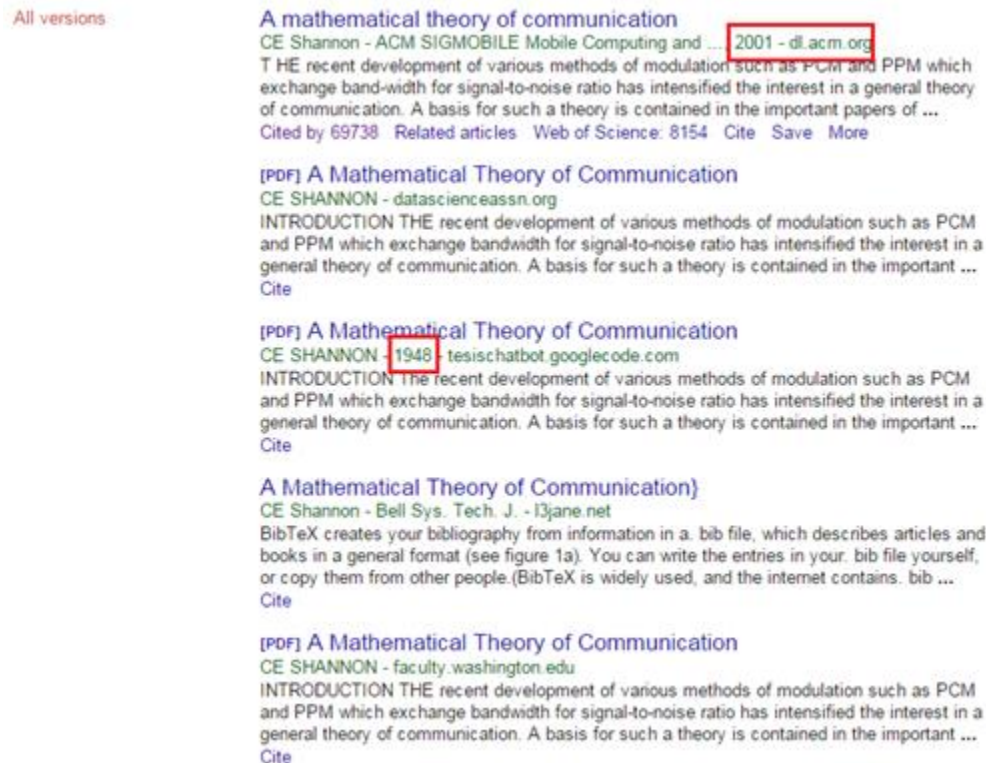 All versions
A mathematical theory of communication
CE Shannon - ACM SIGMOBILE Mobile Computing and ..., 2001 - dl.acm.org
T HE recent development of various methods of modulation such as PCM and PPM which
exchange band-width for signal-to-noise ratio has intensified the interest in a general theory
of communication. A basis for such a theory is contained in the important papers of ...
Cited by 69738 Related articles Web of Science: 8154 Cite Save More
[PDF] A Mathematical Theory of Communication
CE SHANNON - datascienceassn.org
INTRODUCTION THE recent development of various methods of modulation such as PCM
and PPM which exchange bandwidth for signal-to-noise ratio has intensified the interest in a
general theory of communication. A basis for such a theory is contained in the important ...
Cite
[PDF] A Mathematical Theory of Communication
CE SHANNON - 1948 - tesischatbot.googlecode.com
INTRODUCTION The recent development of various methods of modulation such as PCM
and PPM which exchange bandwidth for signal-to-noise ratio has intensified the interest in a
general theory of communication. A basis for such a theory is contained in the important ...
Cite
A Mathematical Theory of Communication}
CE Shannon - Bell Sys. Tech. J. - l3jane.net
BibTeX creates your bibliography from information in a. bib file, which describes articles and
books in a general format (see figure 1a). You can write the entries in your. bib file yourself,
or copy them from other people.(BibTeX is widely used, and the internet contains. bib ...
Cite
[PDF] A Mathematical Theory of Communication
CE SHANNON - faculty.washington.edu
INTRODUCTION THE recent development of various methods of modulation such as PCM
and PPM which exchange bandwidth for signal-to-noise ratio has intensified the interest in a
general theory of communication. A basis for such a theory is contained in the important ...
Cite